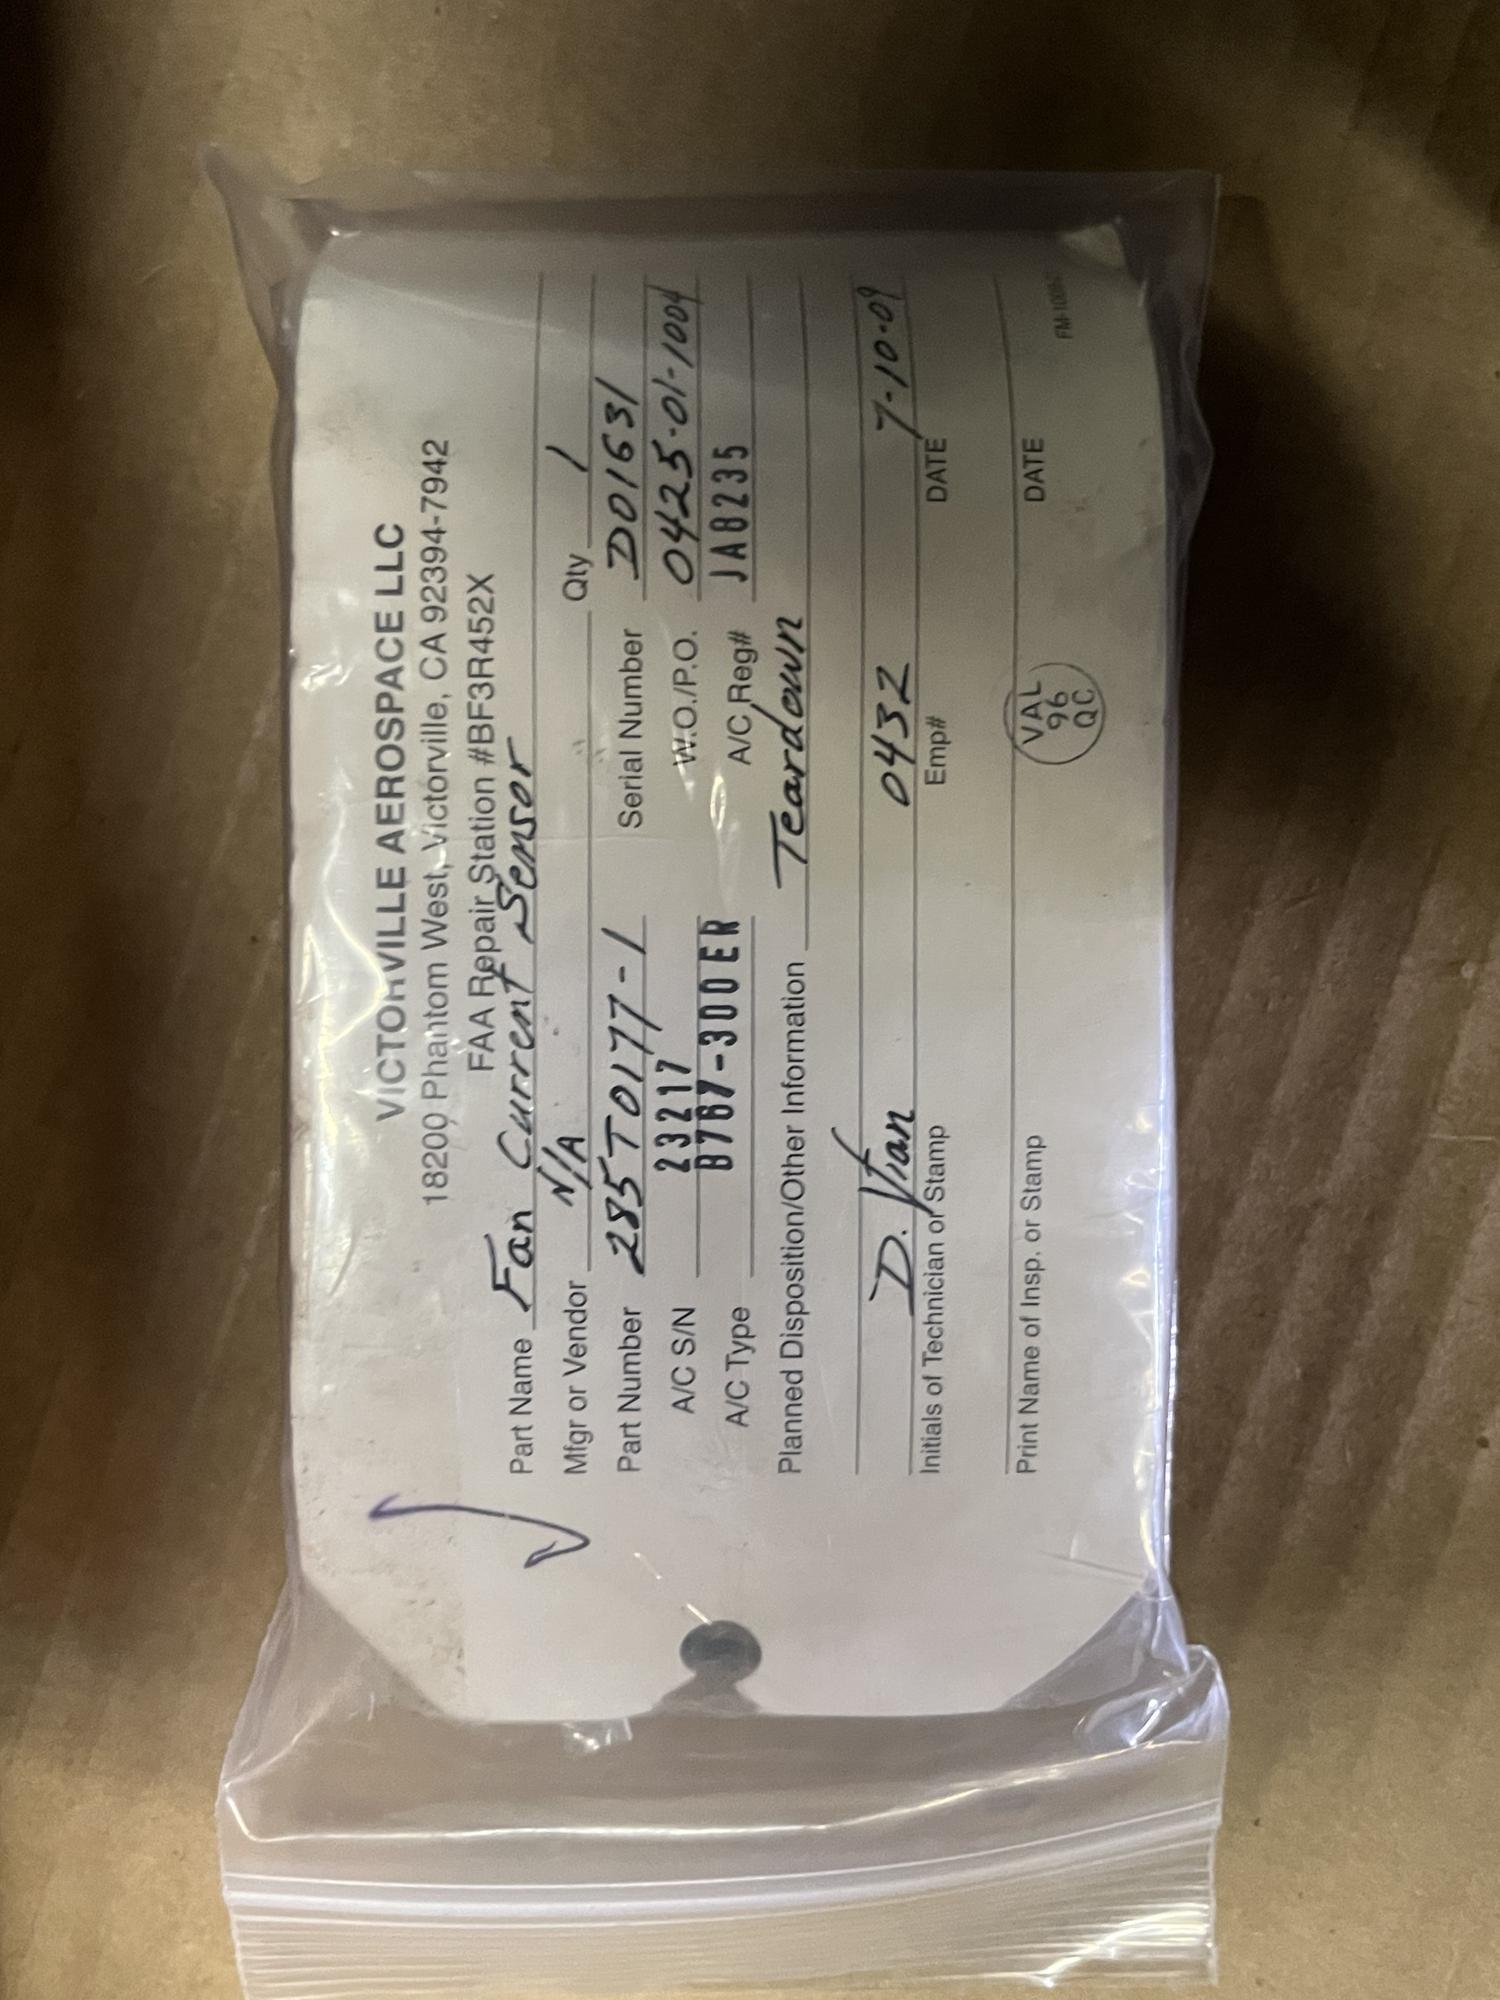 VICTORVILLE AEROSPACE LLC
18200 Phantom West, Victorville, CA 92394-7942
FAA Repair Station #BF3R452X
Part Name Fan Current Sensor
Mfgr or Vendor N/A Qty 1
Part Number 285T0177-1 Serial Number D01631
A/C S/N 23217 W.O./P.O. 0425-01-1004
A/C Type B767-300ER A/C Reg# JA8235
Planned Disposition/Other Information Teardown
D. Vian 0432 7-10-09
Initials of Technician or Stamp Emp# DATE
VAL
96
QC
Print Name of Insp. or Stamp DATE